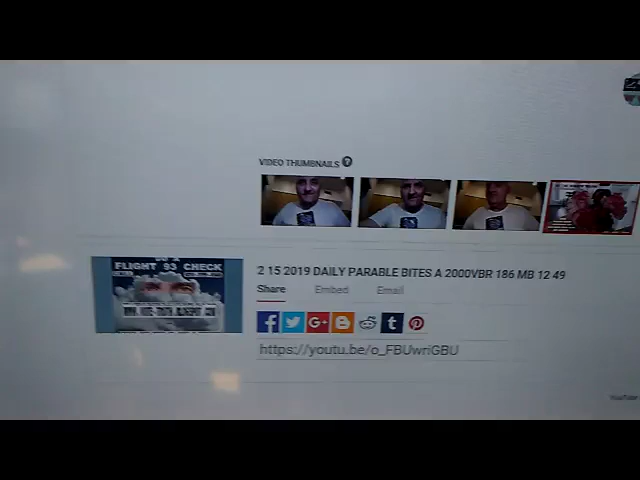 VIDEO THUMBNAILS ?
FLIGHT 93 CHECK
2 15 2019 DAILY PARABLE BITES A 2000VBR 186 MB 12 49
Share Embed Email
f G+ t
https://youtu.be/o_FBUwriGBU
YouTube